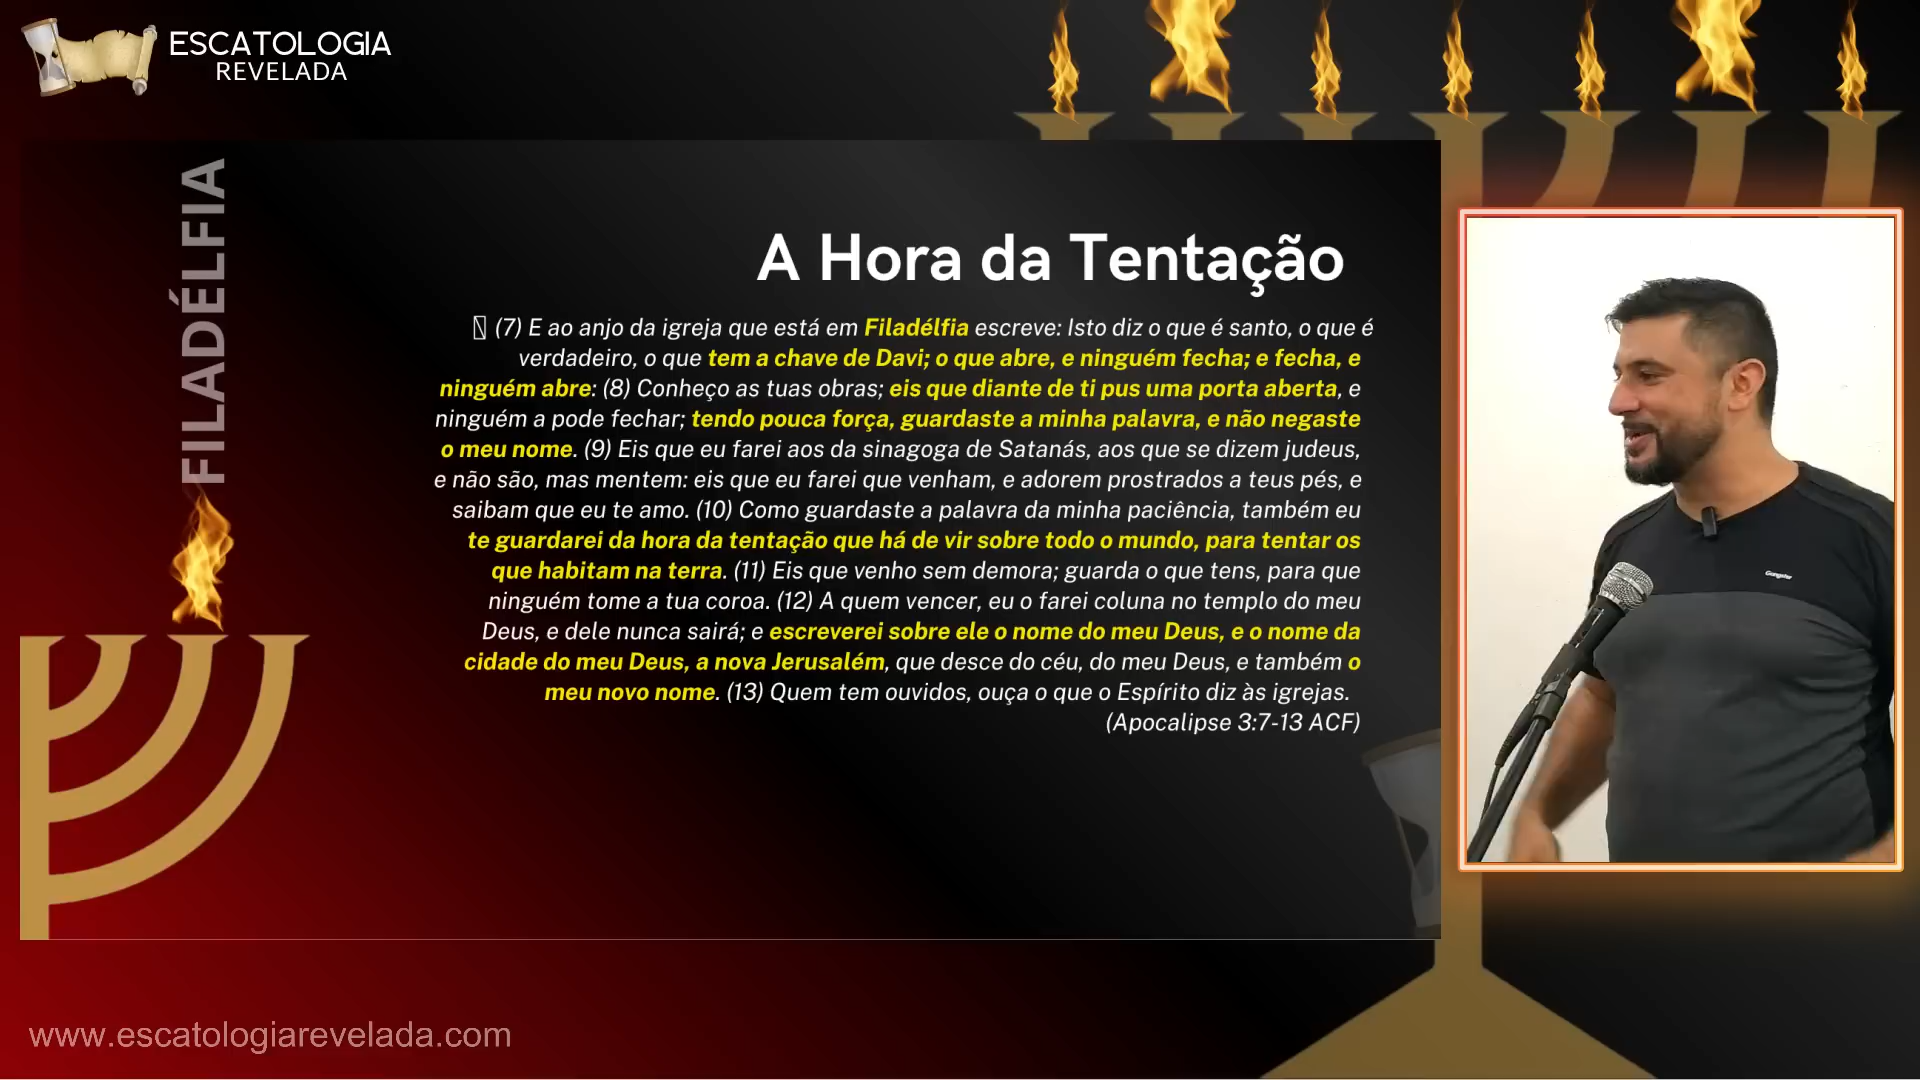 ESCATOLOGIA
REVELADA
FILADÉLFIA
A Hora da Tentação
(7) E ao anjo da igreja que está em Filadélfia escreve: Isto diz o que é santo, o que é
verdadeiro, o que tem a chave de Davi; o que abre, e ninguém fecha; e fecha, e
ninguém abre: (8) Conheço as tuas obras; eis que diante de ti pus uma porta aberta, e
ninguém a pode fechar; tendo pouca força, guardaste a minha palavra, e não negaste
o meu nome. (9) Eis que eu farei aos da sinagoga de Satanás, aos que se dizem judeus,
e não são, mas mentem: eis que eu farei que venham, e adorem prostrados a teus pés, e
saibam que eu te amo. (10) Como guardaste a palavra da minha paciência, também eu
te guardarei da hora da tentação que há de vir sobre todo o mundo, para tentar os
que habitam na terra. (11) Eis que venho sem demora; guarda o que tens, para que
ninguém tome a tua coroa. (12) A quem vencer, eu o farei coluna no templo do meu
Deus, e dele nunca sairá; e escreverei sobre ele o nome do meu Deus, e o nome da
cidade do meu Deus, a nova Jerusalém, que desce do céu, do meu Deus, e também o
meu novo nome. (13) Quem tem ouvidos, ouça o que o Espírito diz às igrejas.
(Apocalipse 3:7-13 ACF)
Gangster
www.escatologiarevelada.com